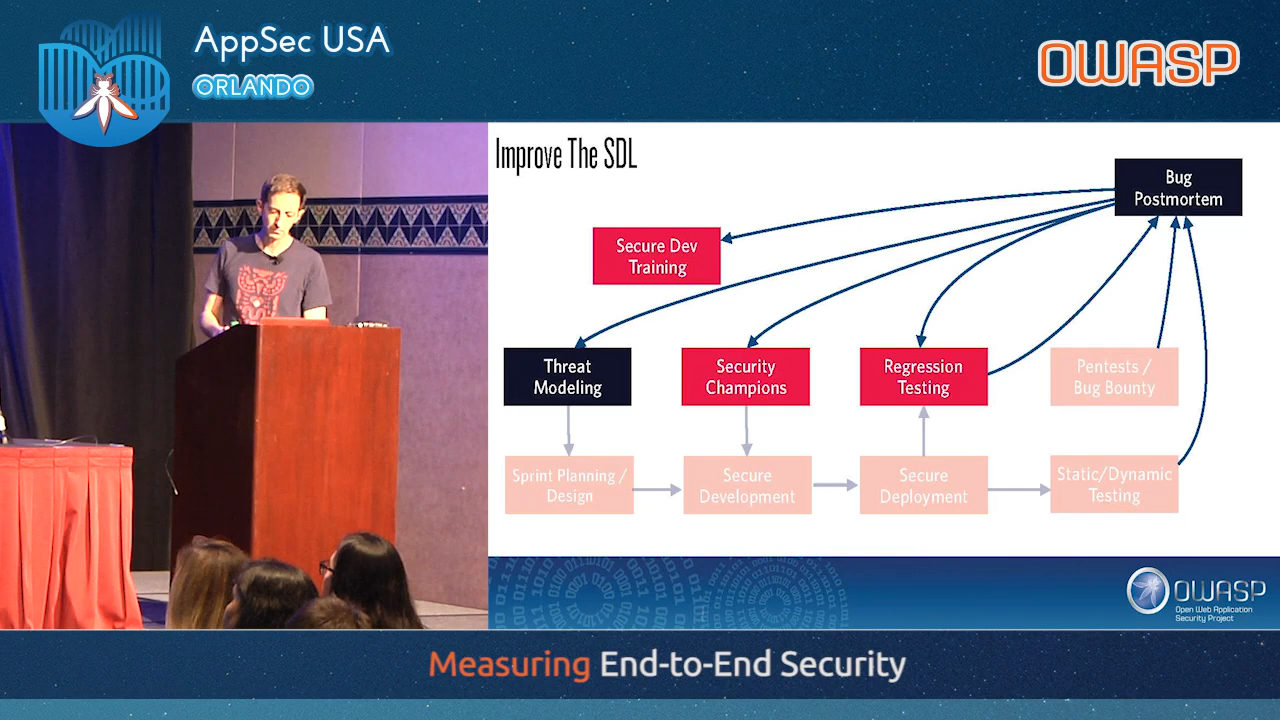 AppSec USA
ORLANDO
OWASP
Improve The SDL
Bug
Postmortem
Secure Dev
Training
Threat
Modeling
Security
Champions
Regression
Testing
Pentests /
Bug Bounty
Sprint Planning /
Design
Secure
Development
Secure
Deployment
Static/Dynamic
Testing
OWASP
Open Web Application
Security Project
Measuring End-to-End Security